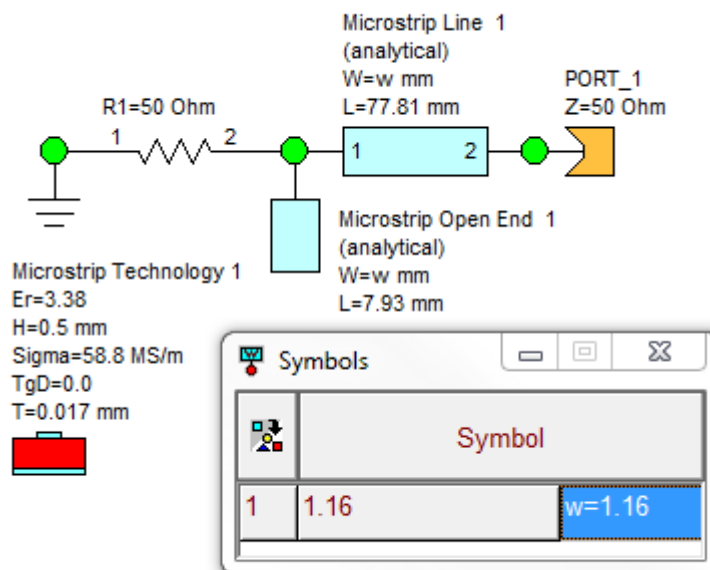 Microstrip Line 1
(analytical)
W=w mm
L=77.81 mm
PORT_1
Z=50 Ohm
R1=50 Ohm
1
2
1
2
Microstrip Open End 1
(analytical)
W=w mm
L=7.93 mm
Microstrip Technology 1
Er=3.38
H=0.5 mm
Sigma=58.8 MS/m
TgD=0.0
T=0.017 mm
Symbols
Symbol
1 1.16 w=1.16